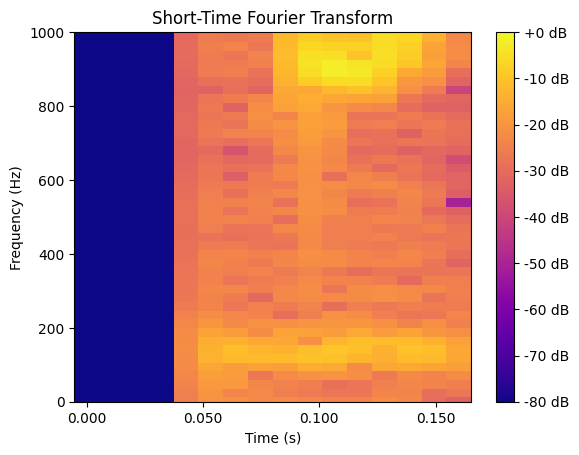 Short-Time Fourier Transform
1000
800
600
400
200
0
Frequency (Hz)
0.000
0.050
0.100
0.150
Time (s)
+0 dB
-10 dB
-20 dB
-30 dB
-40 dB
-50 dB
-60 dB
-70 dB
-80 dB